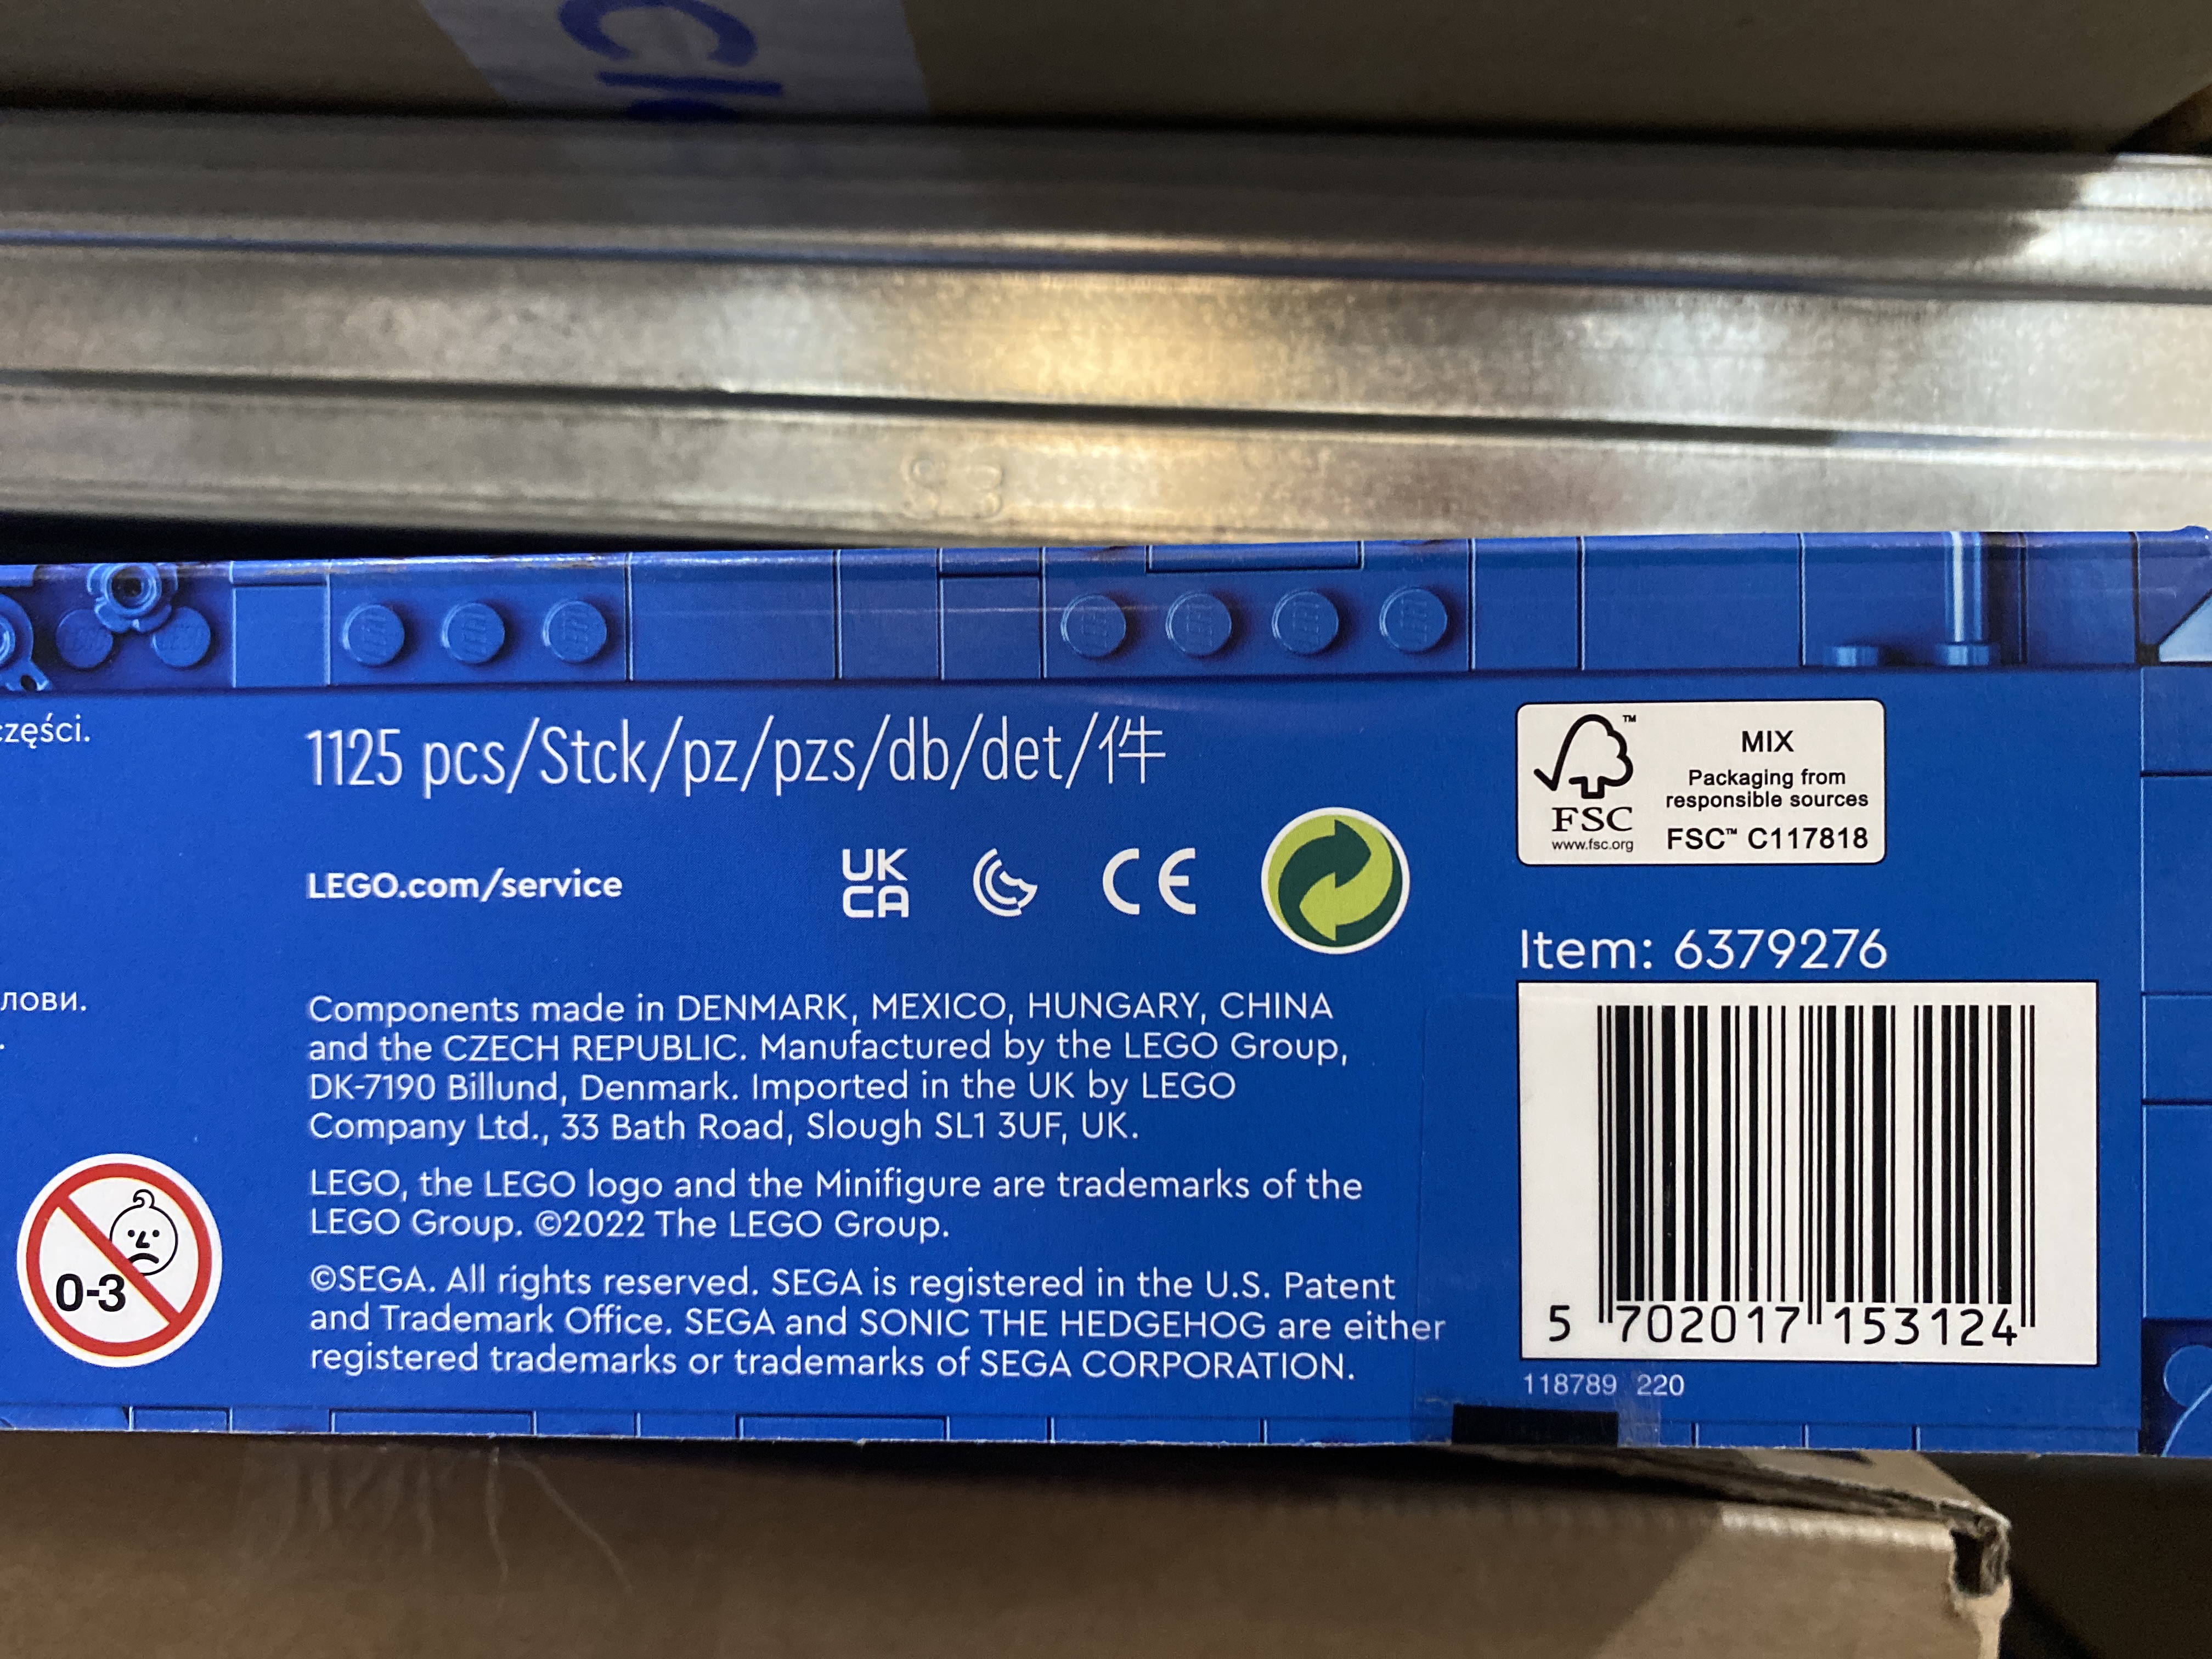 Clo
S3
części.
1125 pcs/Stck/pz/pzs/db/det/件
LEGO.com/service
UK
CA
CE
лови.
0-3
Components made in DENMARK, MEXICO, HUNGARY, CHINA
and the CZECH REPUBLIC. Manufactured by the LEGO Group,
DK-7190 Billund, Denmark. Imported in the UK by LEGO
Company Ltd., 33 Bath Road, Slough SL1 3UF, UK.
LEGO, the LEGO logo and the Minifigure are trademarks of the
LEGO Group. ©2022 The LEGO Group.
©SEGA. All rights reserved. SEGA is registered in the U.S. Patent
and Trademark Office. SEGA and SONIC THE HEDGEHOG are either
registered trademarks or trademarks of SEGA CORPORATION.
™
FSC
www.fsc.org
MIX
Packaging from
responsible sources
FSC™ C117818
Item: 6379276
5 702017 153124
118789 220